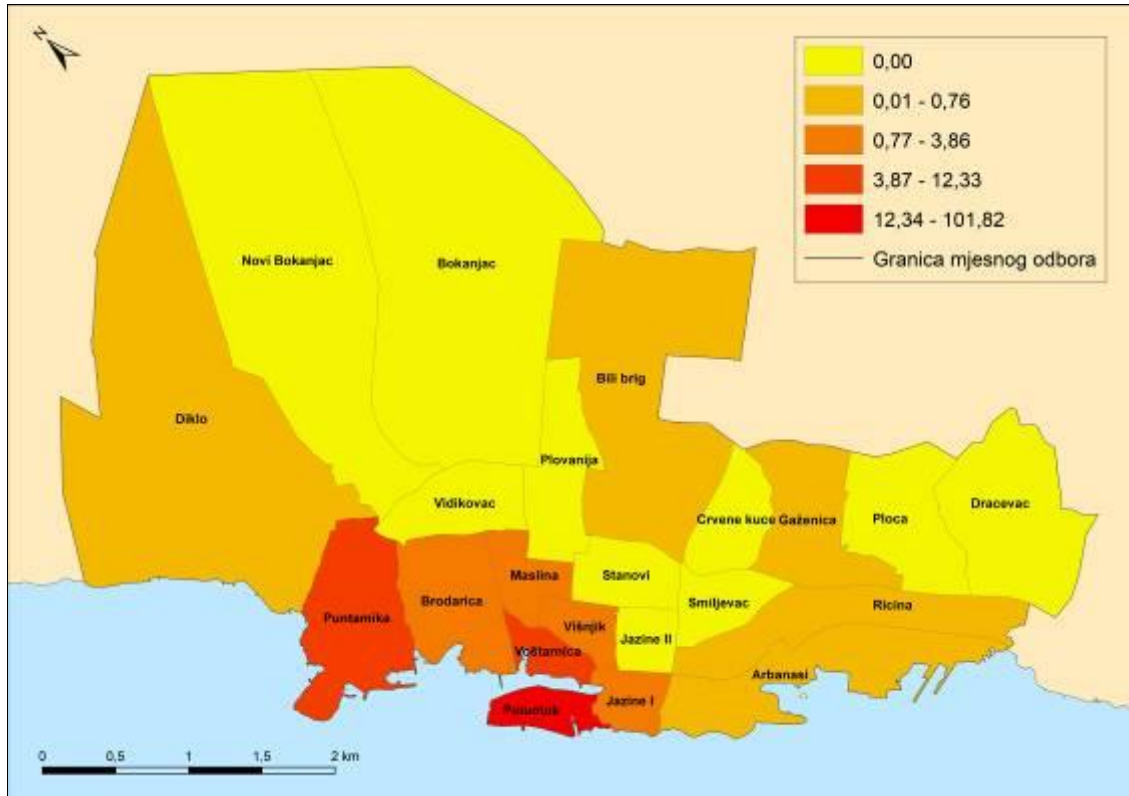 N
0,00
0,01 - 0,76
0,77 - 3,86
3,87 - 12,33
12,34 - 101,82
Granica mjesnog odbora
Novi Bokanjac
Bokanjac
Bili brig
Diklo
Plovanija
Vidikovac
Crvene kuce
Gaženica
Ploca
Dracevac
Maslina
Stanovi
Brodarica
Smiljevac
Ricina
Puntamika
Višnjik
Jazine II
Voštarnica
Arbanasi
Jazine I
Poluotok
0 0,5 1 1,5 2 km